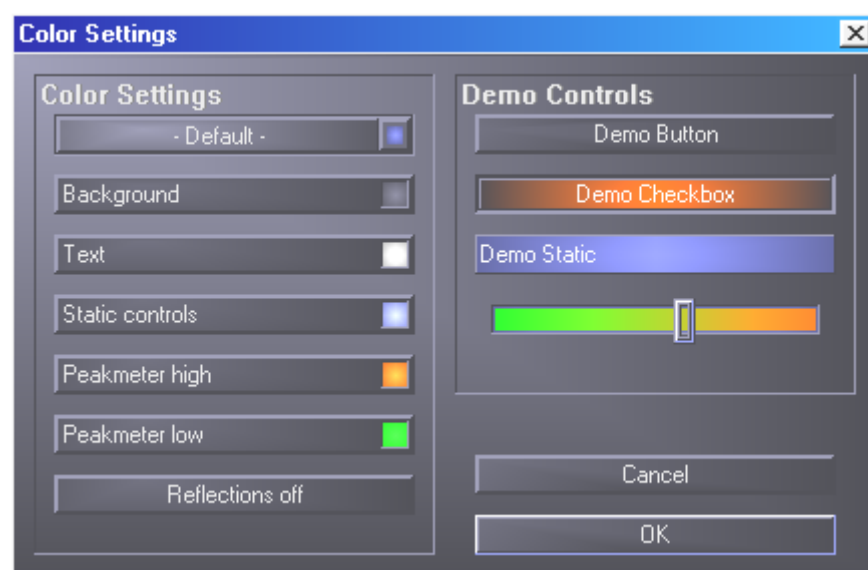 Color Settings
Color Settings
- Default -
Background
Text
Static controls
Peakmeter high
Peakmeter low
Reflections off
Demo Controls
Demo Button
Demo Checkbox
Demo Static
Cancel
OK